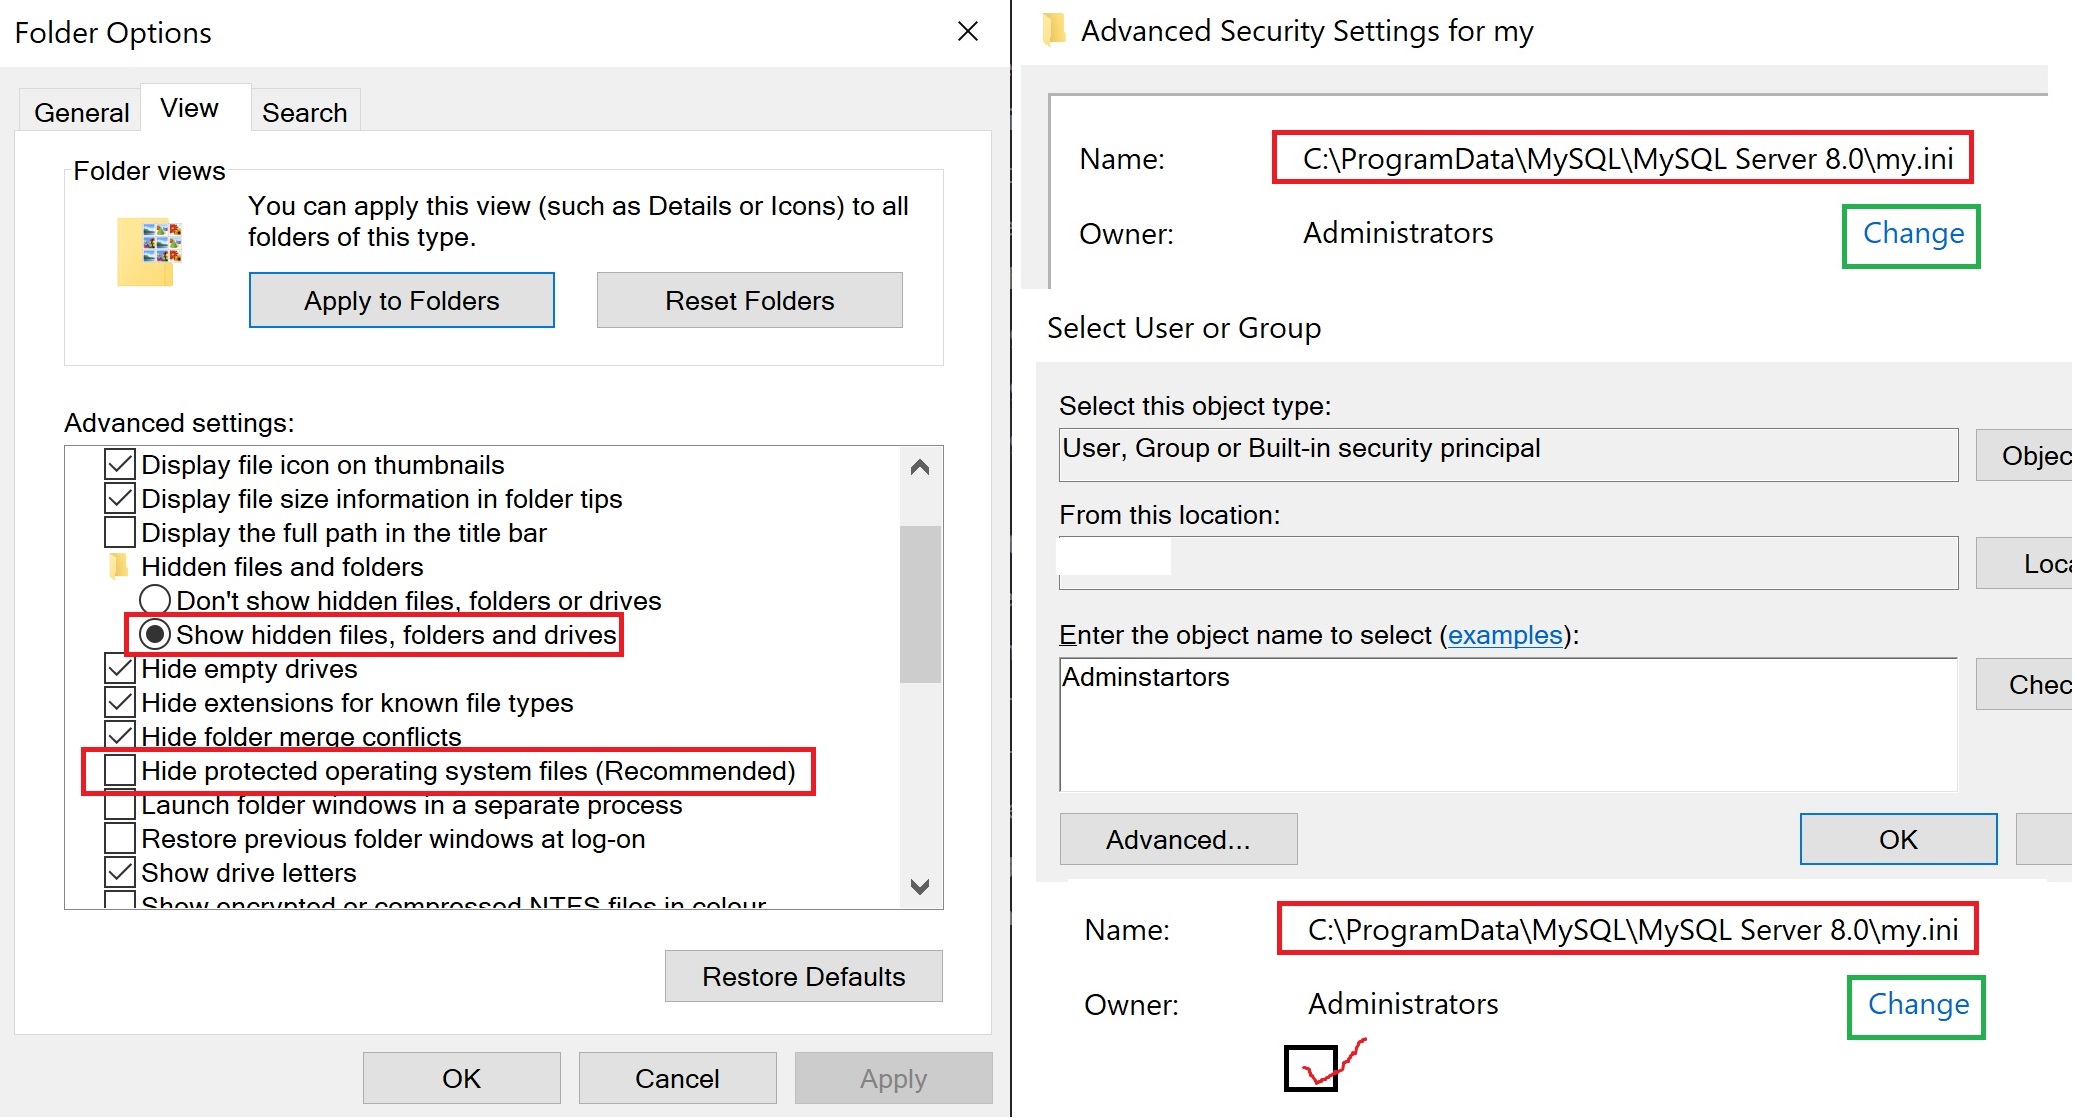 Folder Options
General
View
Search
Folder views
You can apply this view (such as Details or Icons) to all
folders of this type.
Apply to Folders
Reset Folders
Advanced settings:
Display file icon on thumbnails
Display file size information in folder tips
Display the full path in the title bar
Hidden files and folders
Don't show hidden files, folders or drives
Show hidden files, folders and drives
Hide empty drives
Hide extensions for known file types
Hide folder merge conflicts
Hide protected operating system files (Recommended)
Launch folder windows in a separate process
Restore previous folder windows at log-on
Show drive letters
Show encrypted or compressed NTFS files in colour
Restore Defaults
OK
Cancel
Apply
Advanced Security Settings for my
Name:
C:\ProgramData\MySQL\MySQL Server 8.0\my.ini
Owner:
Administrators
Change
Select User or Group
Select this object type:
User, Group or Built-in security principal
Objec
From this location:
Loca
Enter the object name to select (examples):
Adminstartors
Chec
Advanced...
OK
Name:
C:\ProgramData\MySQL\MySQL Server 8.0\my.ini
Owner:
Administrators
Change